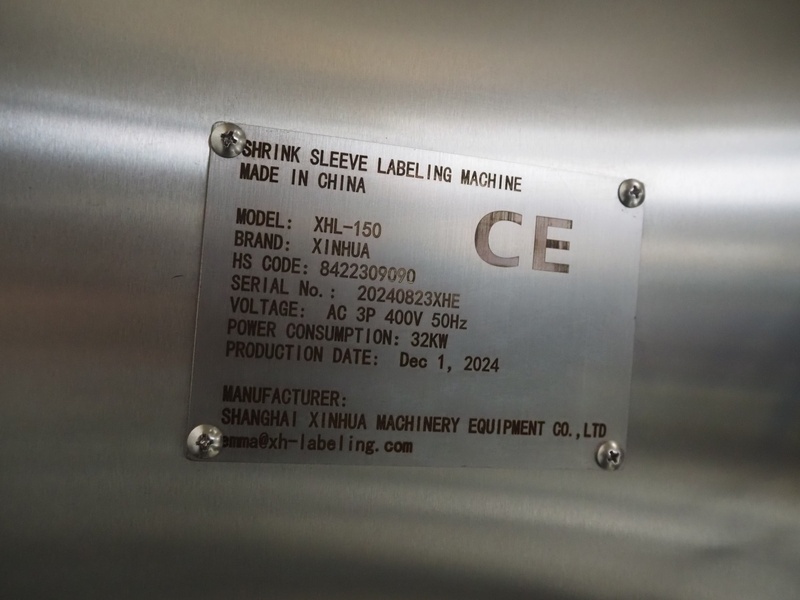 SHRINK SLEEVE LABELING MACHINE
MADE IN CHINA
CE
MODEL: XHL-150
BRAND: XINHUA
HS CODE: 8422309090
SERIAL No.: 20240823XHE
VOLTAGE: AC 3P 400V 50Hz
POWER CONSUMPTION: 32KW
PRODUCTION DATE: Dec 1, 2024
MANUFACTURER:
SHANGHAI XINHUA MACHINERY EQUIPMENT CO.,LTD
emma@xh-labeling.com